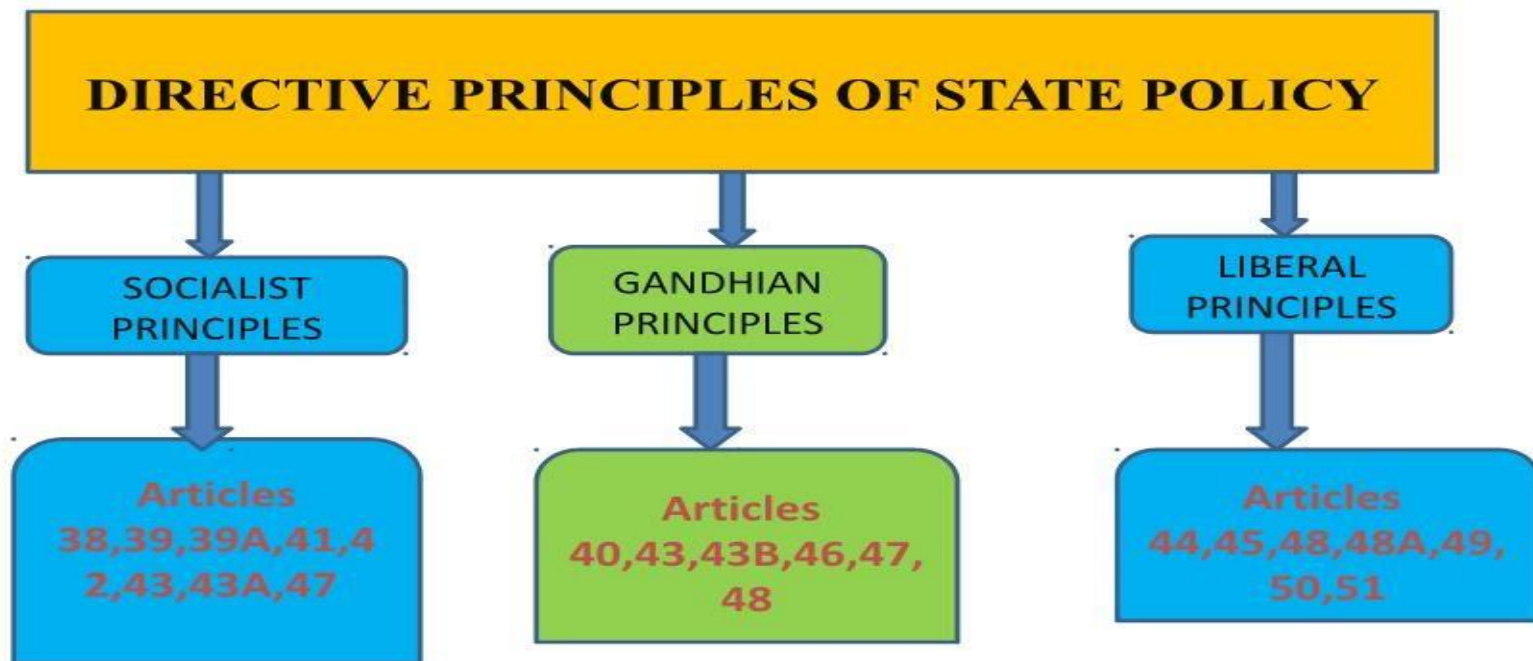 DIRECTIVE PRINCIPLES OF STATE POLICY
SOCIALIST
PRINCIPLES
GANDHIAN
PRINCIPLES
LIBERAL
PRINCIPLES
Articles
38,39,39A,41,4
2,43,43A,47
Articles
40,43,43B,46,47,
48
Articles
44,45,48,48A,49,
50,51